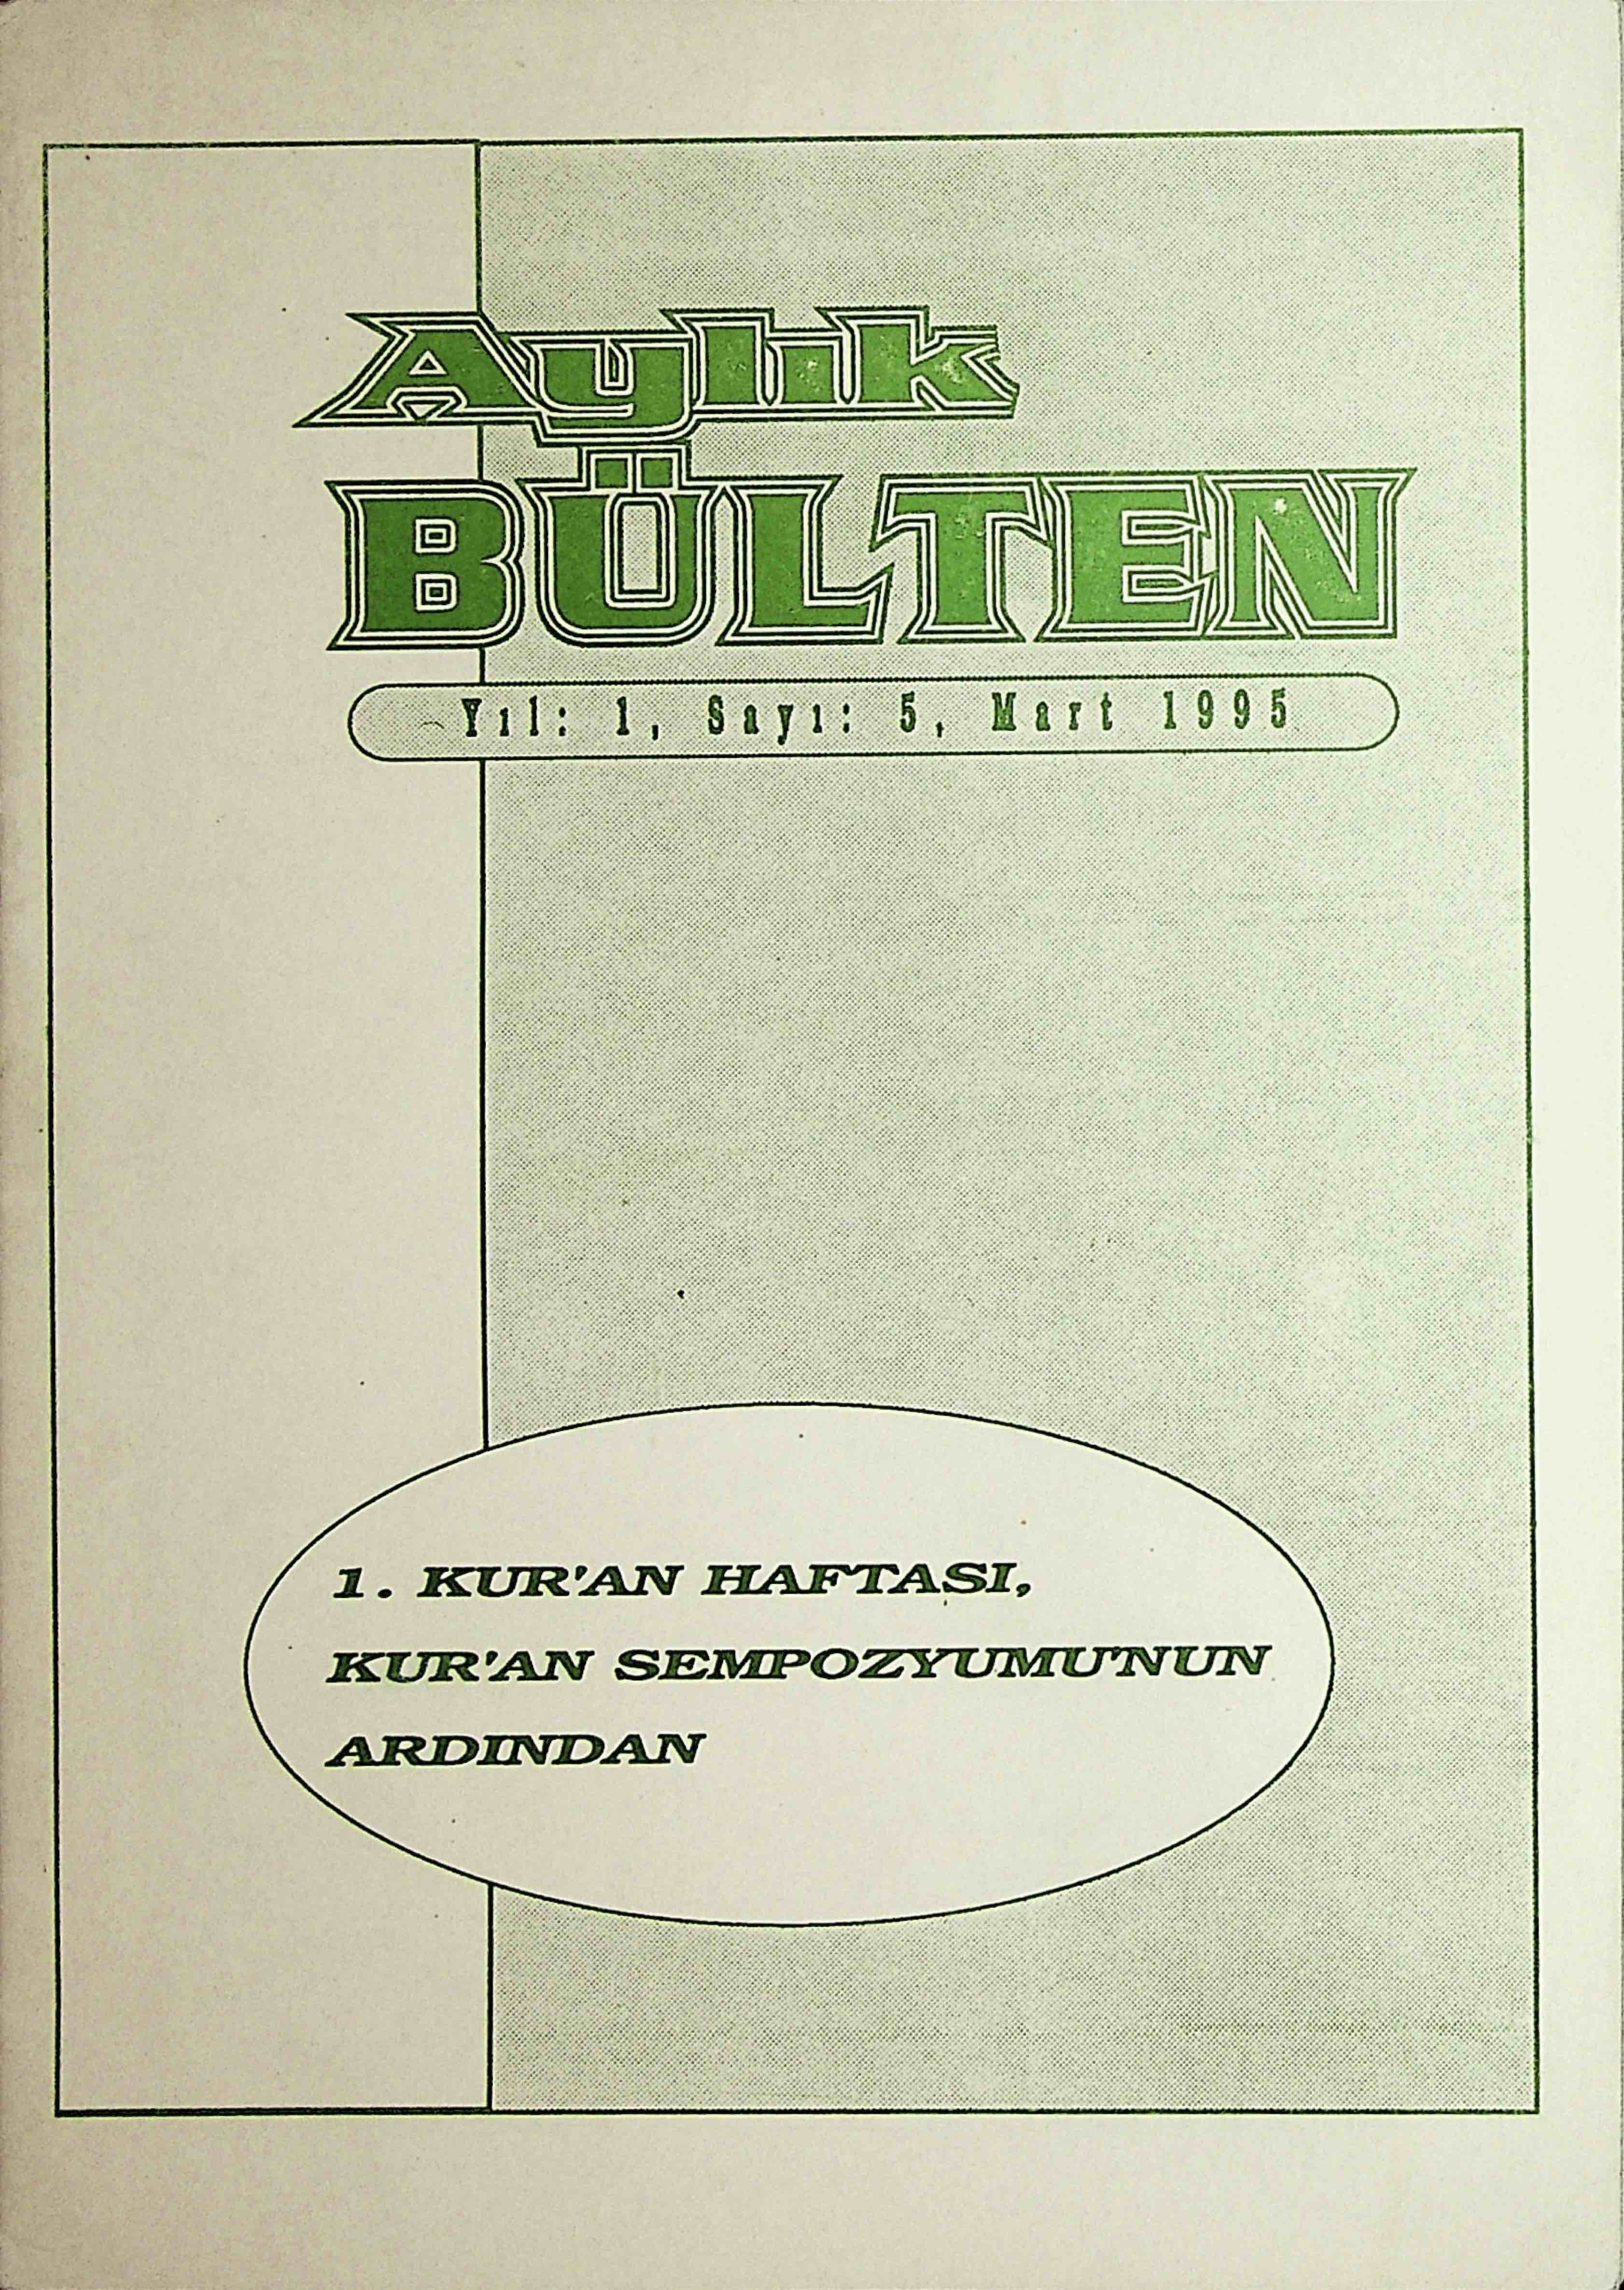 Aylık
BÜLTEN
Yıl: 1, Sayı: 5, Mart 1995
1. KUR'AN HAFTASI,
KUR'AN SEMPOZYUMU'NUN
ARDINDAN